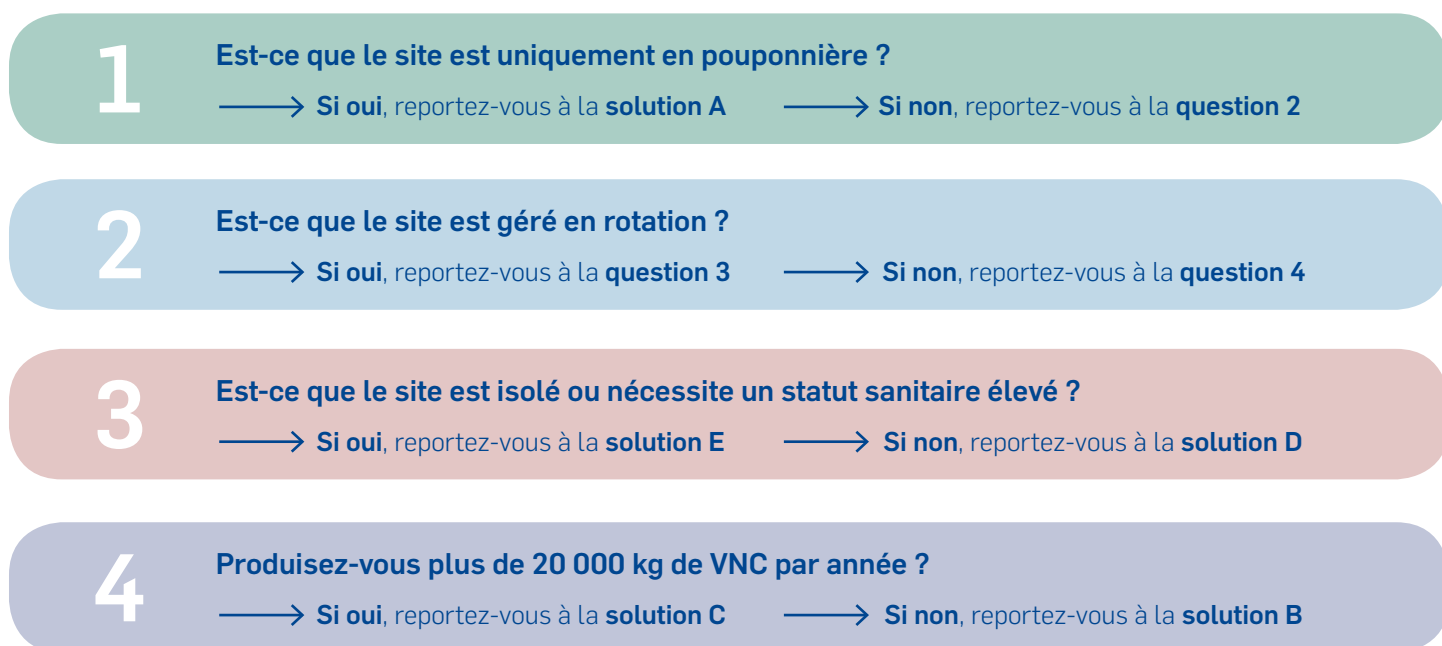 1
Est-ce que le site est uniquement en pouponnière ?
Si oui, reportez-vous à la solution A Si non, reportez-vous à la question 2
2
Est-ce que le site est géré en rotation ?
Si oui, reportez-vous à la question 3 Si non, reportez-vous à la question 4
3
Est-ce que le site est isolé ou nécessite un statut sanitaire élevé ?
Si oui, reportez-vous à la solution E Si non, reportez-vous à la solution D
4
Produisez-vous plus de 20 000 kg de VNC par année ?
Si oui, reportez-vous à la solution C Si non, reportez-vous à la solution B